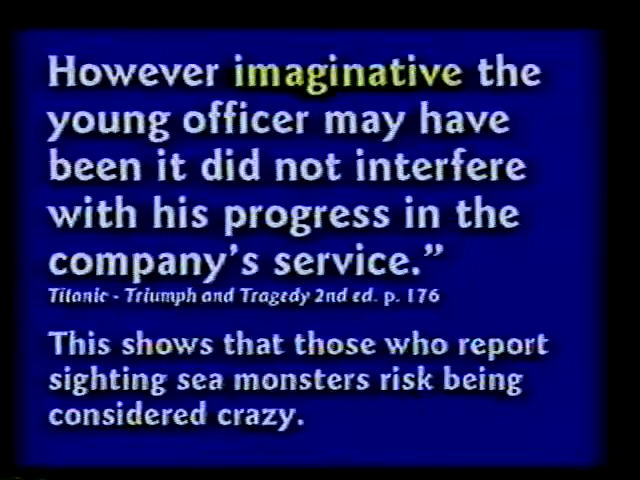 However imaginative the
young officer may have
been it did not interfere
with his progress in the
company's service.”
Titanic - Triumph and Tragedy 2nd ed. p. 176
This shows that those who report
sighting sea monsters risk being
considered crazy.